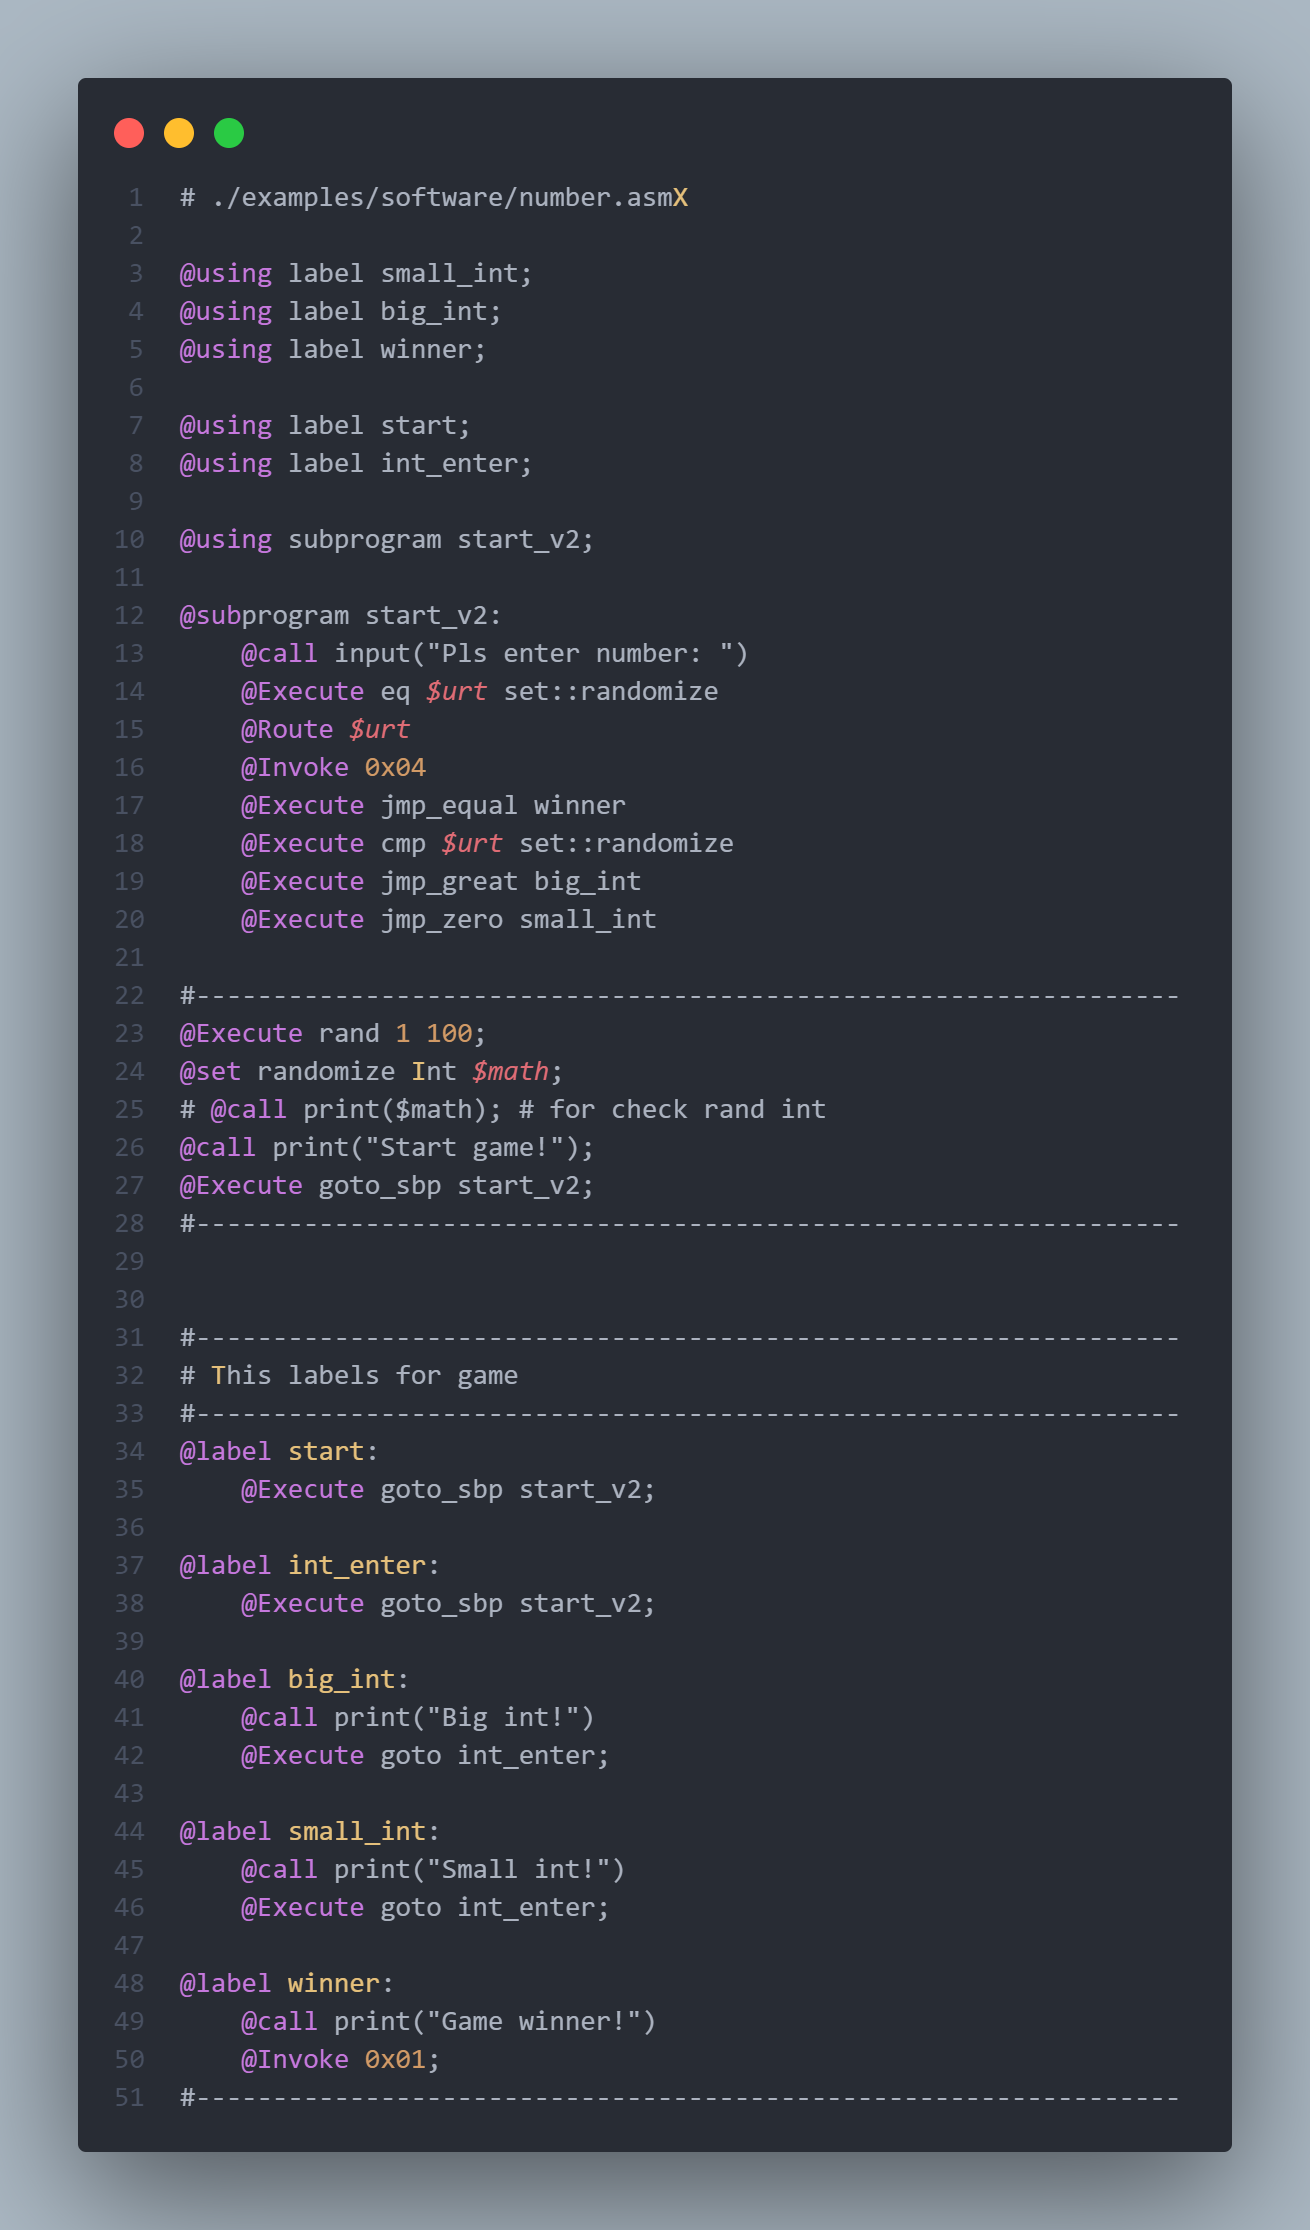 1 # ./examples/software/number.asmX
2
3 @using label small_int;
4 @using label big_int;
5 @using label winner;
6
7 @using label start;
8 @using label int_enter;
9
10 @using subprogram start_v2;
11
12 @subprogram start_v2:
13     @call input("Pls enter number: ")
14     @Execute eq $urt set::randomize
15     @Route $urt
16     @Invoke 0x04
17     @Execute jmp_equal winner
18     @Execute cmp $urt set::randomize
19     @Execute jmp_great big_int
20     @Execute jmp_zero small_int
21
22 #----------------------------------------------------------------
23 @Execute rand 1 100;
24 @set randomize Int $math;
25 # @call print($math); # for check rand int
26 @call print("Start game!");
27 @Execute goto_sbp start_v2;
28 #----------------------------------------------------------------
29
30
31 #----------------------------------------------------------------
32 # This labels for game
33 #----------------------------------------------------------------
34 @label start:
35     @Execute goto_sbp start_v2;
36
37 @label int_enter:
38     @Execute goto_sbp start_v2;
39
40 @label big_int:
41     @call print("Big int!")
42     @Execute goto int_enter;
43
44 @label small_int:
45     @call print("Small int!")
46     @Execute goto int_enter;
47
48 @label winner:
49     @call print("Game winner!")
50     @Invoke 0x01;
51 #----------------------------------------------------------------